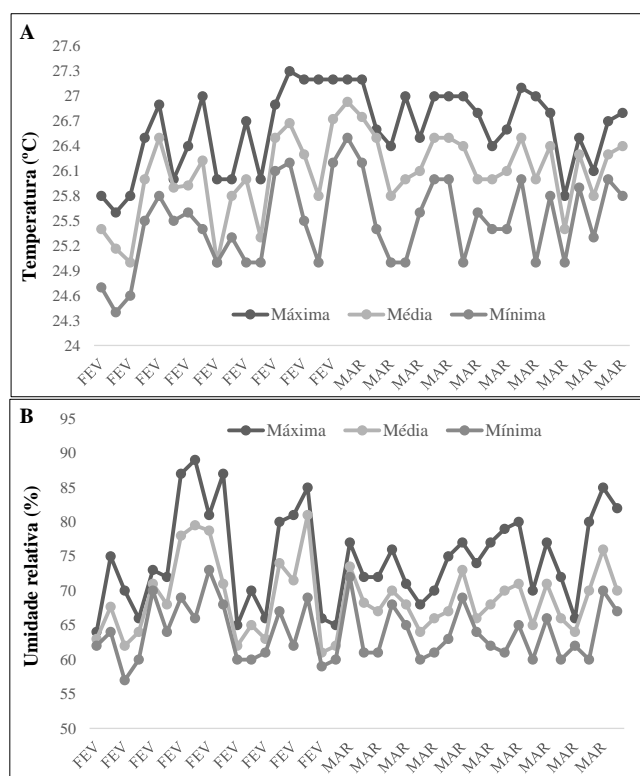 A
Temperatura (ºC)
27.6
27.3
27
26.7
26.4
26.1
25.8
25.5
25.2
24.9
24.6
24.3
24
Máxima Média Mínima
FEV FEV FEV FEV FEV FEV FEV FEV FEV MAR MAR MAR MAR MAR MAR MAR MAR MAR MAR
B
Umidade relativa (%)
95
90
85
80
75
70
65
60
55
50
Máxima Média Mínima
FEV FEV FEV FEV FEV FEV FEV FEV FEV MAR MAR MAR MAR MAR MAR MAR MAR MAR MAR